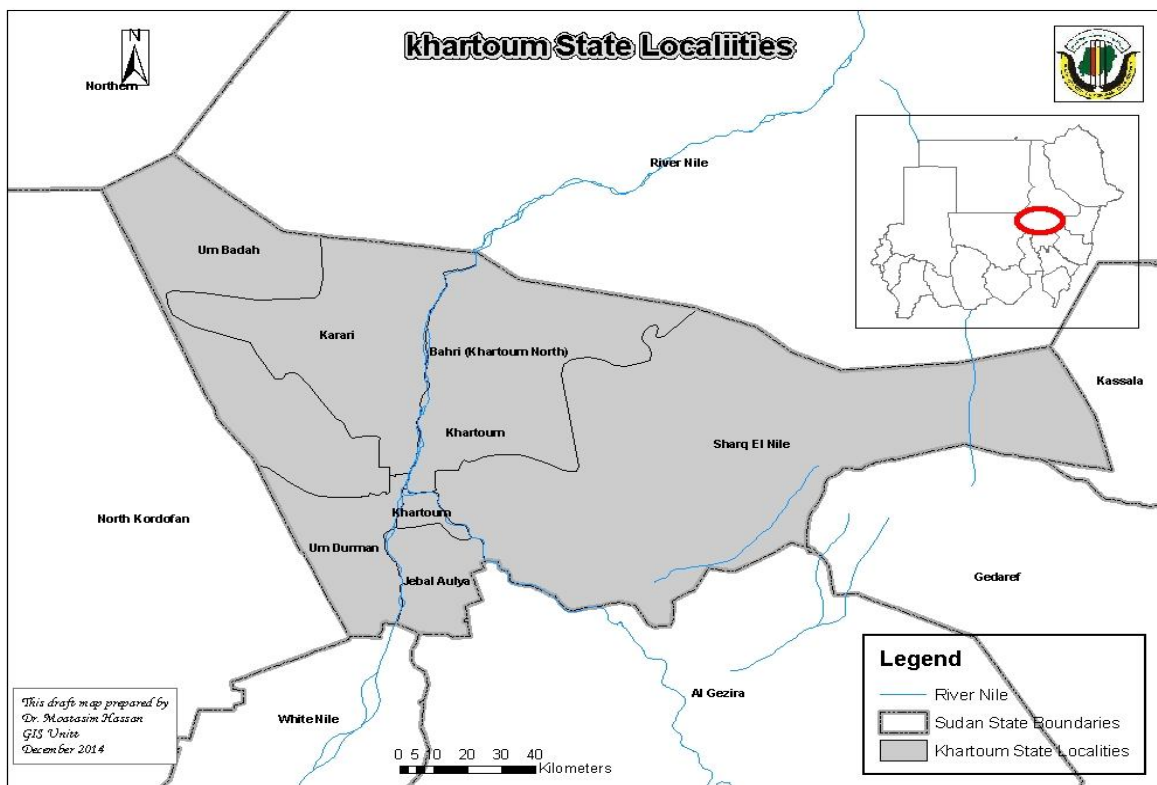 khartoum State Localiities
N
Northern
River Nile
Um Badah
Karari
Bahri (Khartoum North)
Kassala
Khartoum
Sharq El Nile
North Kordofan
Khartoum
Um Durman
Jebal Aulya
Gedaref
Al Gezira
White Nile
This draft map prepared by
Dr. Moatasim Hassan
GIS Unitt
December 2014
0 5 10 20 30 40
Kilometers
Legend
River Nile
Sudan State Boundaries
Khartoum State Localities